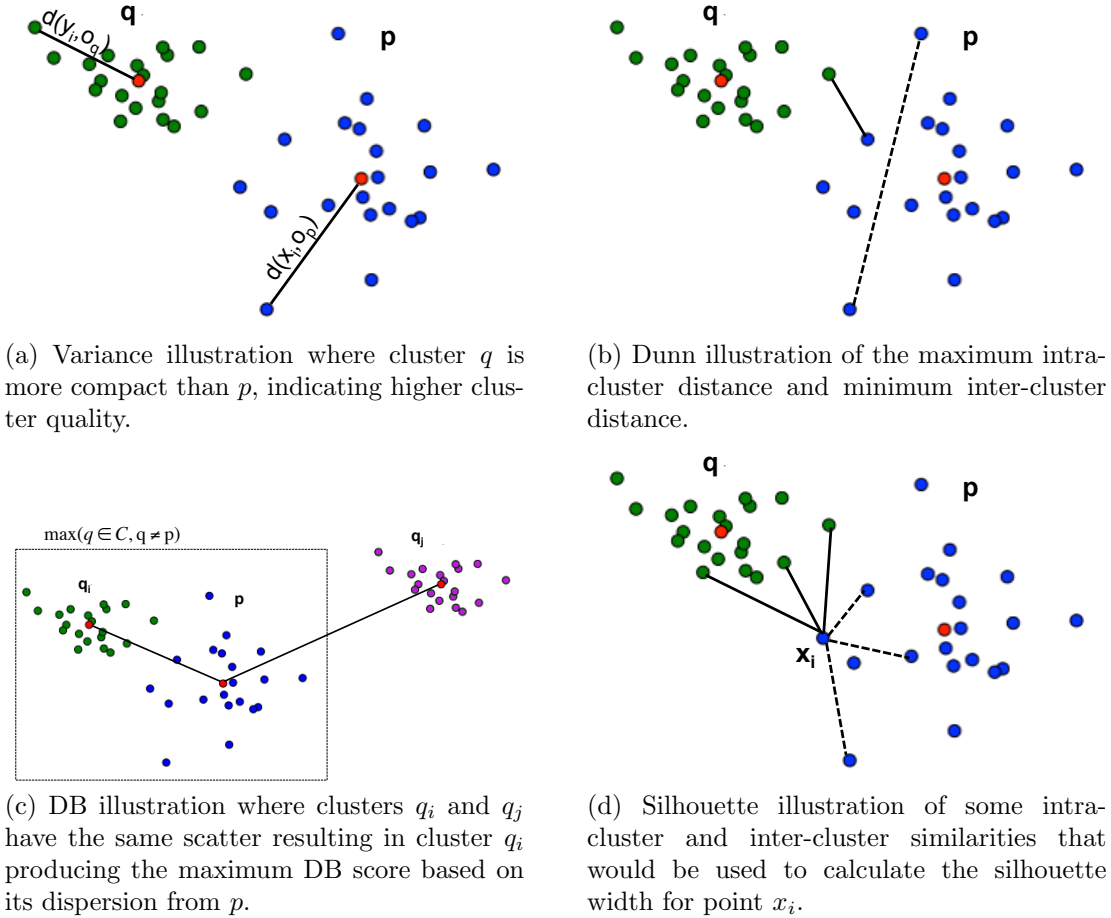 q
p
d(y_i, o_q)
d(x_i, o_p)
(a) Variance illustration where cluster q is
more compact than p, indicating higher clus-
ter quality.
q
p
(b) Dunn illustration of the maximum intra-
cluster distance and minimum inter-cluster
distance.
max(q ∈ C, q ≠ p)
q_i
p
q_j
(c) DB illustration where clusters q_i and q_j
have the same scatter resulting in cluster q_i
producing the maximum DB score based on
its dispersion from p.
q
p
x_i
(d) Silhouette illustration of some intra-
cluster and inter-cluster similarities that
would be used to calculate the silhouette
width for point x_i.